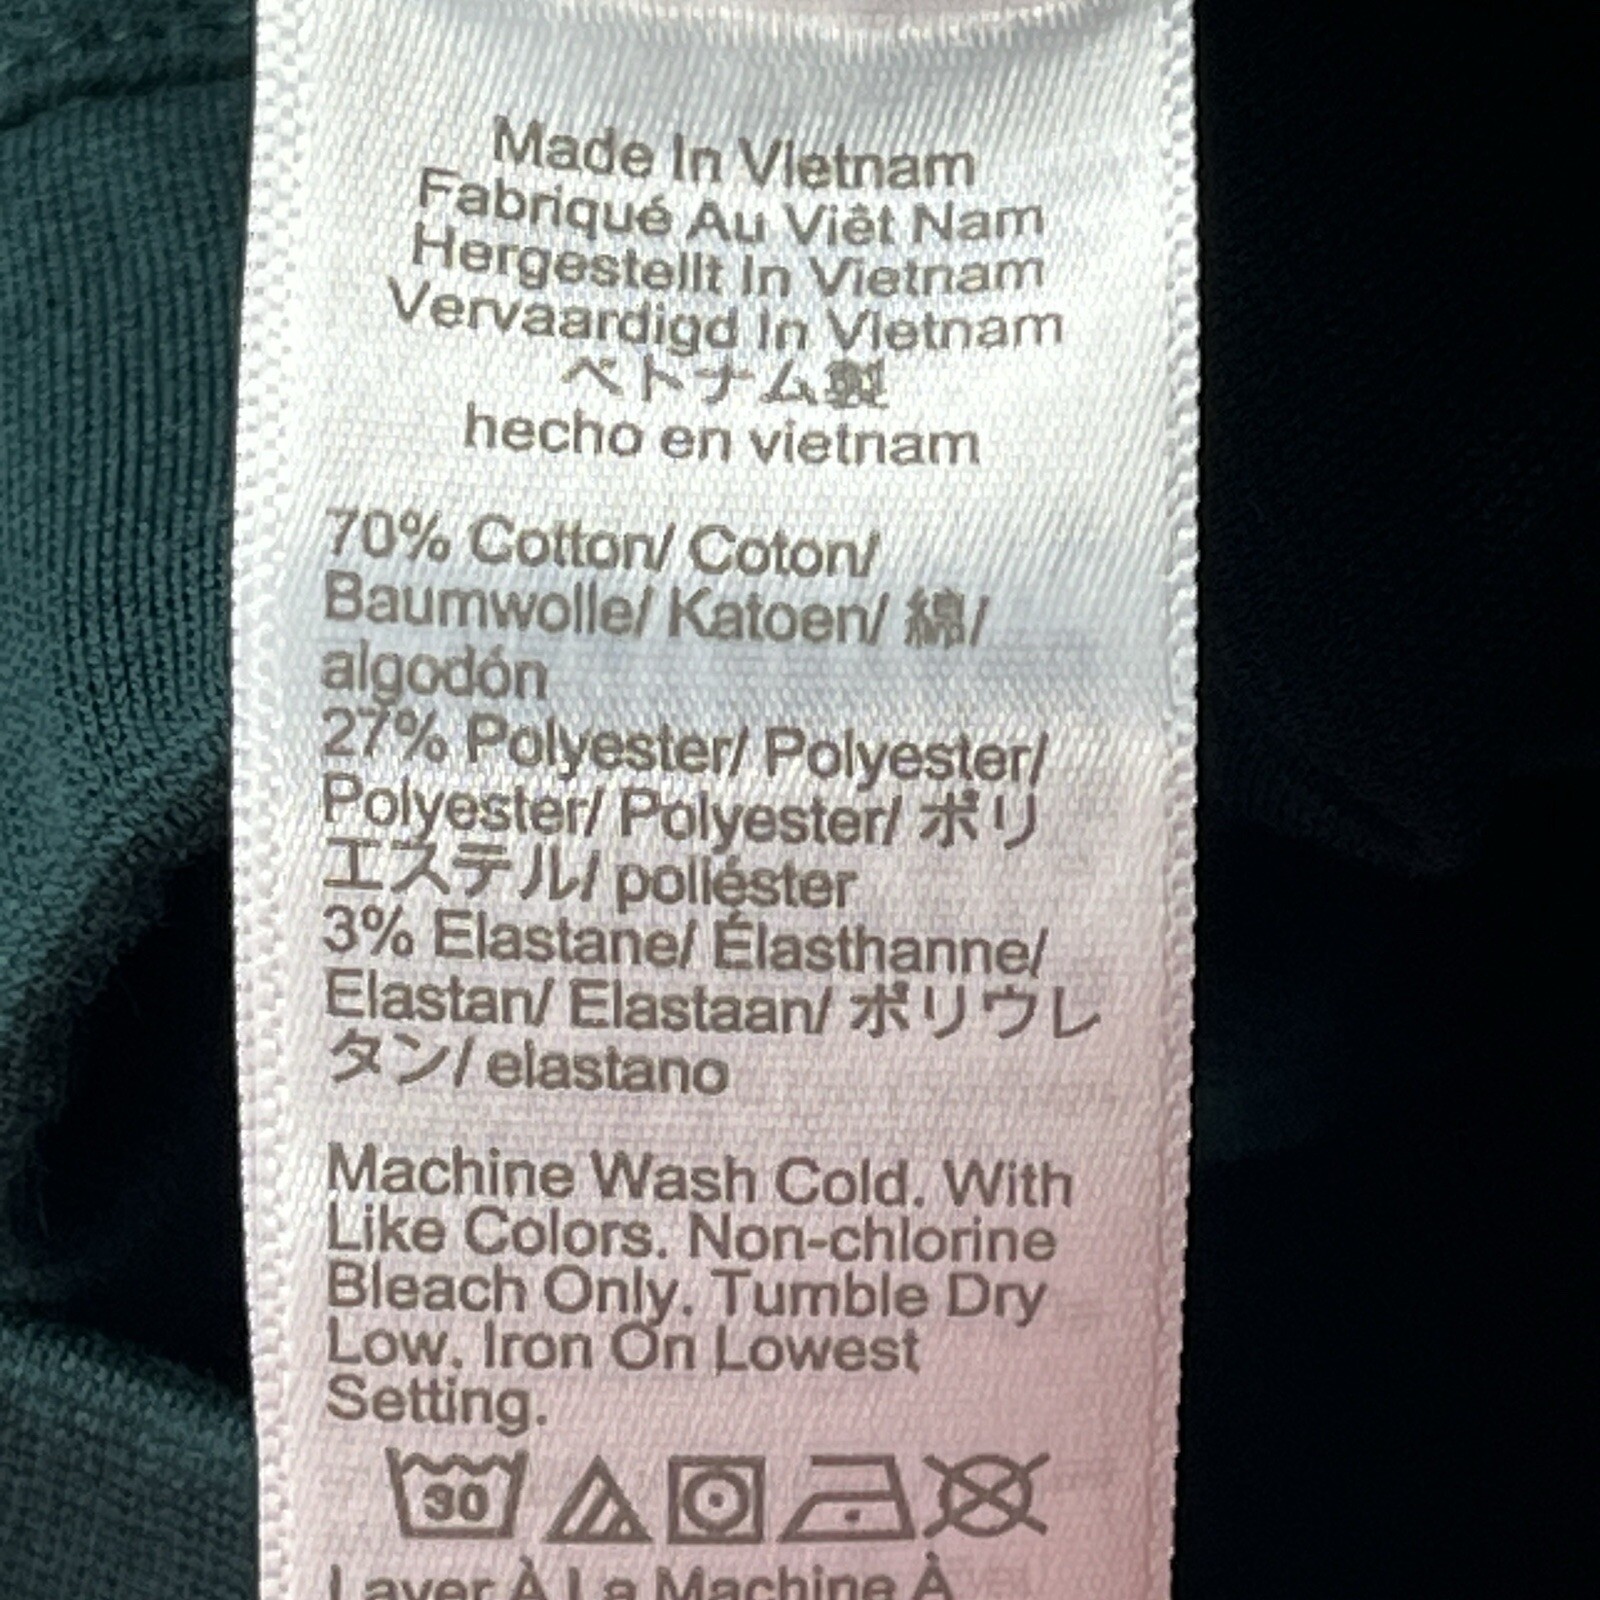 Made In Vietnam
Fabriqué Au Viêt Nam
Hergestellt In Vietnam
Vervaardigd In Vietnam
ベトナム製
hecho en vietnam
70% Cotton/ Coton/
Baumwolle/ Katoen/ 綿/
algodón
27% Polyester/ Polyester/
Polyester/ Polyester/ ポリ
エステル/ poliéster
3% Elastane/ Élasthanne/
Elastan/ Elastaan/ ポリウレ
タン/ elastano
Machine Wash Cold. With
Like Colors. Non-chlorine
Bleach Only. Tumble Dry
Low. Iron On Lowest
Setting.
30
Laver À La Machine À